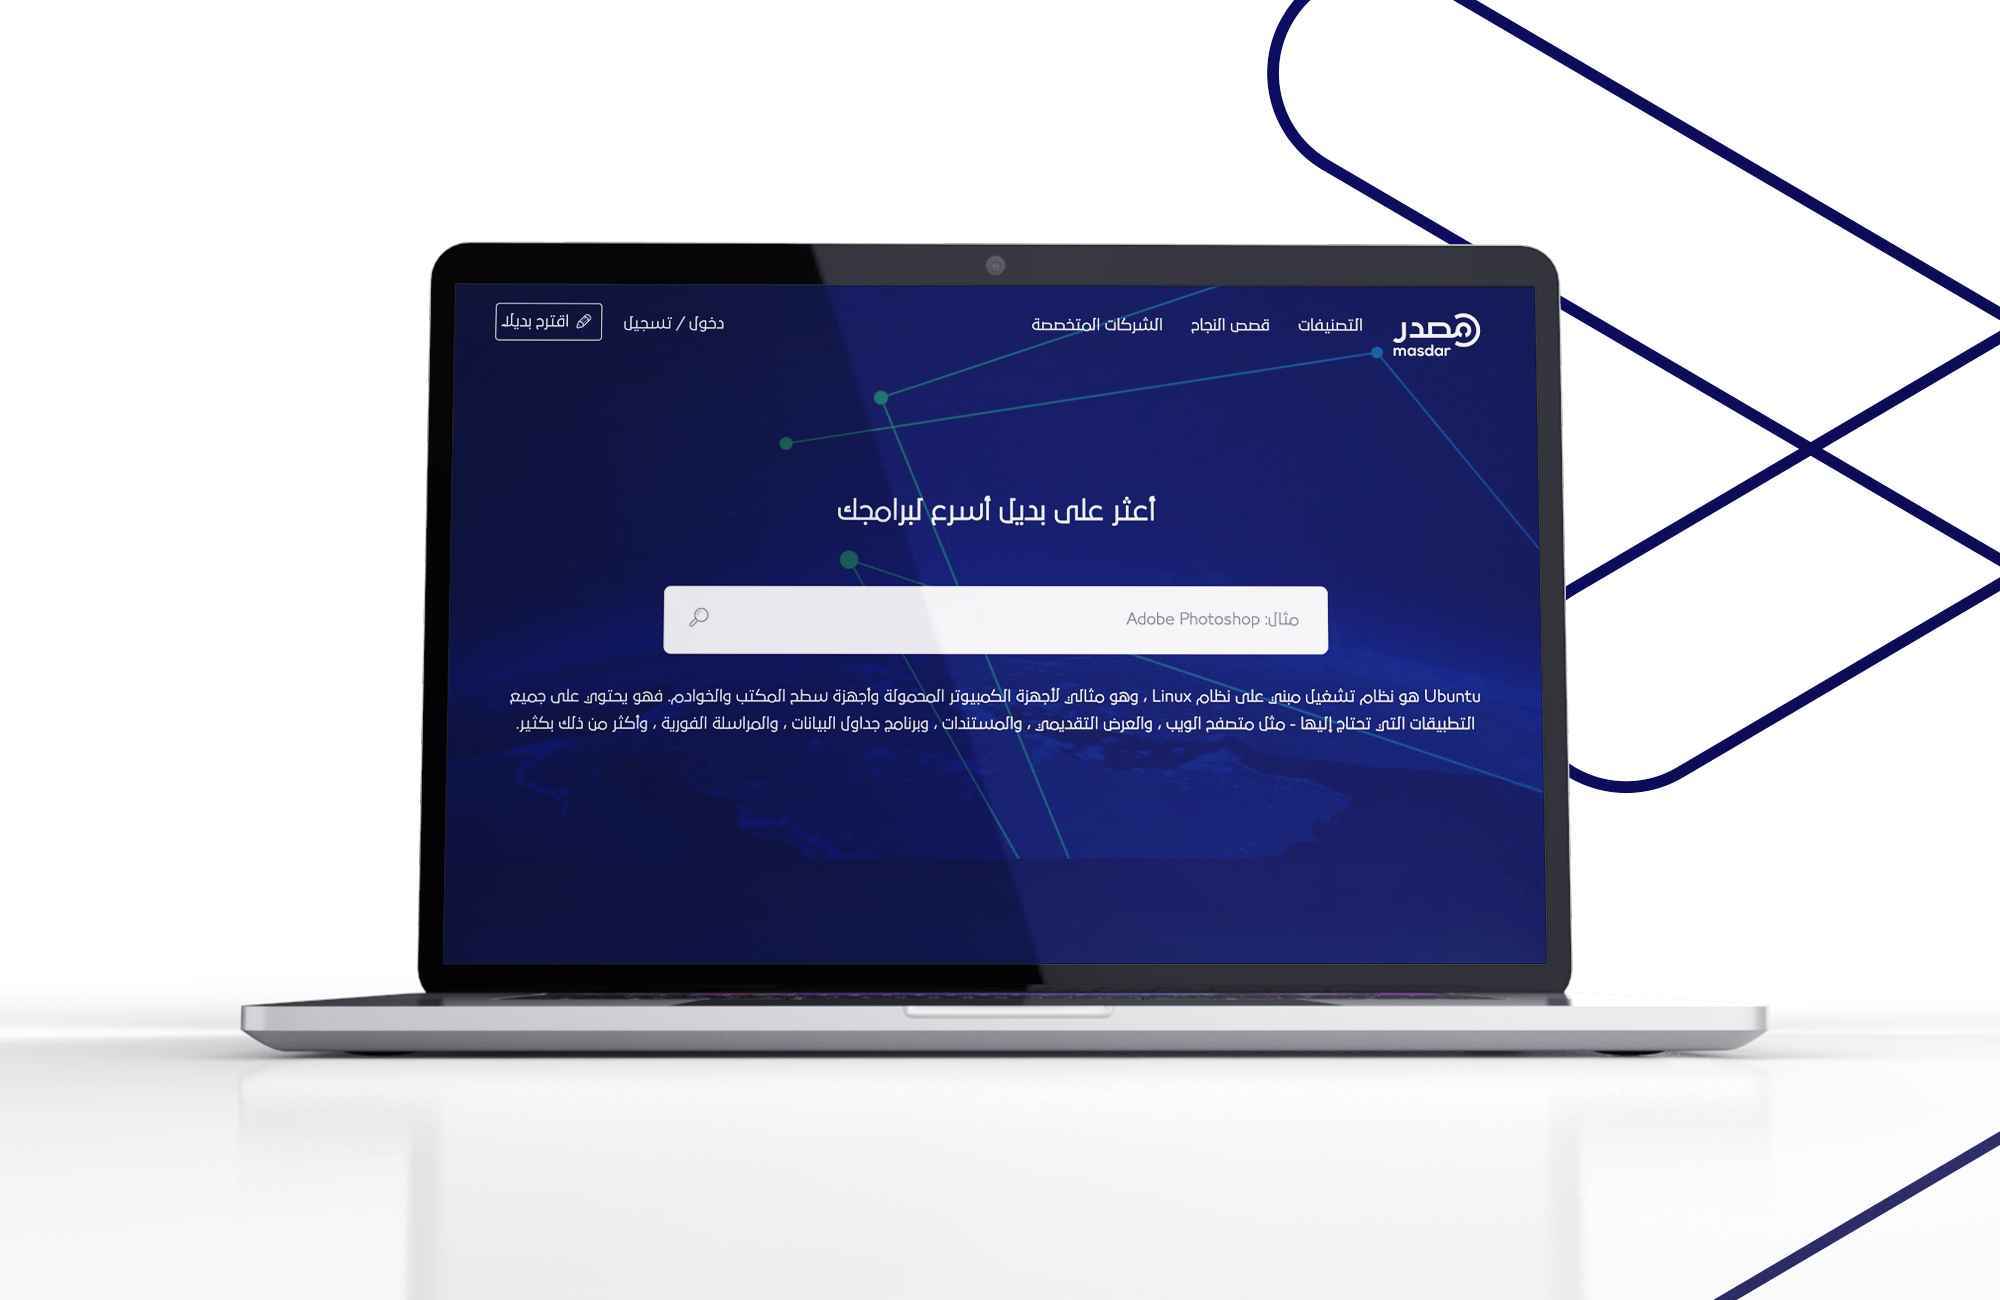 مصدر
masdar
التصنيفات
قصص النجاح
الشركات المتخصصة
دخول / تسجيل
اقترح بديلاً
أعثر على بديل أسرع لبرامجك
مثال: Adobe Photoshop
Ubuntu هو نظام تشغيل مبني على نظام Linux ، وهو مثالي لأجهزة الكمبيوتر المحمولة وأجهزة سطح المكتب والخوادم. فهو يحتوي على جميع
التطبيقات التي تحتاج إليها - مثل متصفح الويب ، والعرض التقديمي ، والمستندات ، وبرنامج جداول البيانات ، والمراسلة الفورية ، وأكثر من ذلك بكثير.